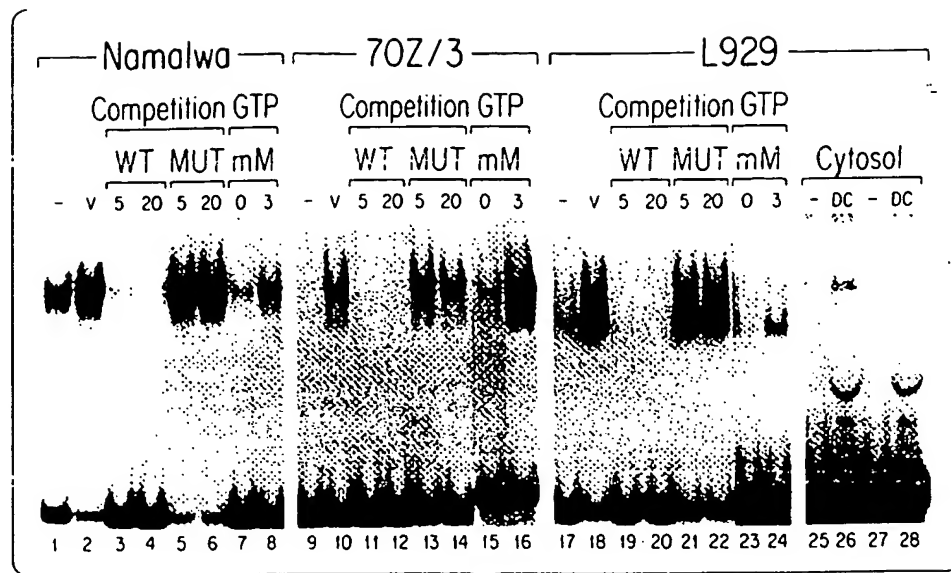 Namalwa 70Z/3 L929
Competition GTP Competition GTP Competition GTP
WT MUT mM WT MUT mM WT MUT mM Cytosol
- V 5 20 5 20 0 3 - V 5 20 5 20 0 3 - V 5 20 5 20 0 3 - DC - DC
1 2 3 4 5 6 7 8 9 10 11 12 13 14 15 16 17 18 19 20 21 22 23 24 25 26 27 28